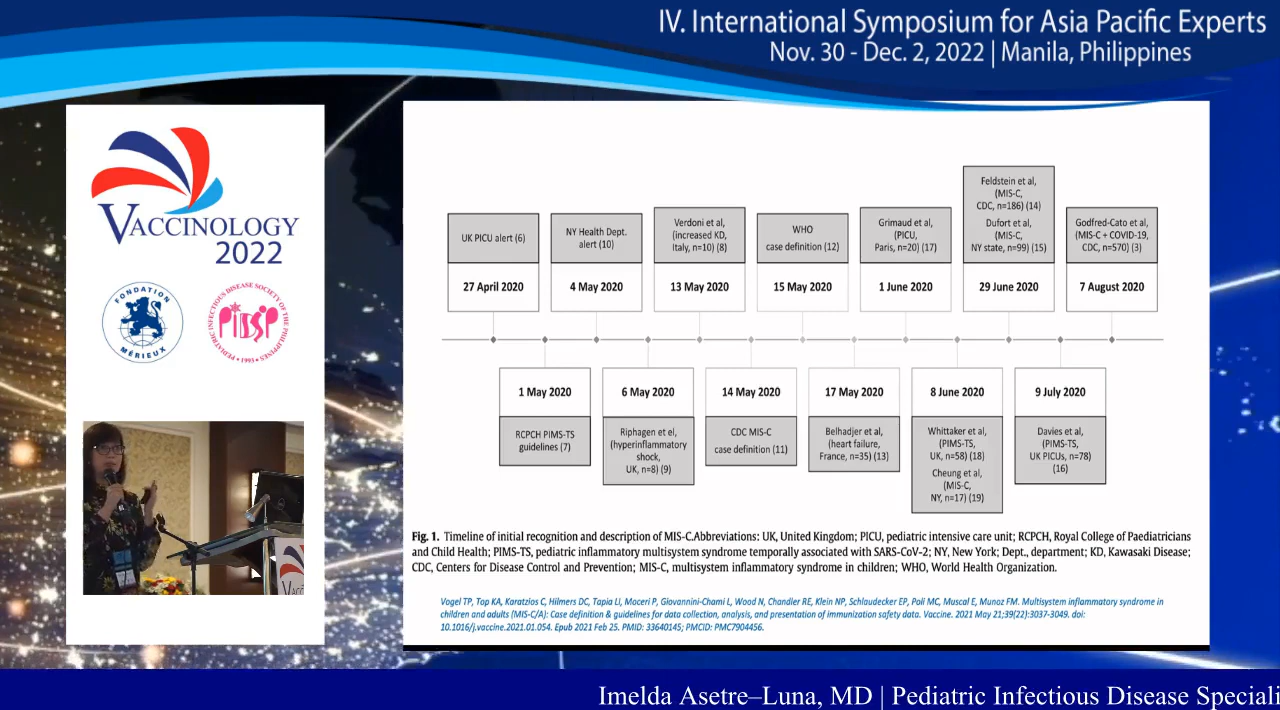 IV. International Symposium for Asia Pacific Experts
Nov. 30 - Dec. 2, 2022 | Manila, Philippines
VACCINOLOGY
2022
FONDATION
MÉRIEUX
PEDIATRIC INFECTIOUS DISEASE SOCIETY OF THE PHILIPPINES
PIDSP
• 1993 •
UK PICU alert (6)
27 April 2020
NY Health Dept.
alert (10)
4 May 2020
Verdoni et al,
(increased KD,
Italy, n=10) (8)
13 May 2020
WHO
case definition (12)
15 May 2020
Grimaud et al,
(PICU,
Paris, n=20) (17)
1 June 2020
Feldstein et al,
(MIS-C,
CDC, n=186) (14)
Dufort et al,
(MIS-C,
NY state, n=99) (15)
29 June 2020
Godfred-Cato et al,
(MIS-C + COVID-19,
CDC, n=570) (3)
7 August 2020
1 May 2020
RCPCH PIMS-TS
guidelines (7)
6 May 2020
Riphagen el,
(hyperinflammatory
shock,
UK, n=8) (9)
14 May 2020
CDC MIS-C
case definition (11)
17 May 2020
Belhadjer et al,
(heart failure,
France, n=35) (13)
8 June 2020
Whittaker et al,
(PIMS-TS,
UK, n=58) (18)
Cheung et al,
(MIS-C,
NY, n=17) (19)
9 July 2020
Davies et al,
(PIMS-TS,
UK PICUs, n=78)
(16)
Fig. 1. Timeline of initial recognition and description of MIS-C.Abbreviations: UK, United Kingdom; PICU, pediatric intensive care unit; RCPCH, Royal College of Paediatricians
and Child Health; PIMS-TS, pediatric inflammatory multisystem syndrome temporally associated with SARS-CoV-2; NY, New York; Dept., department; KD, Kawasaki Disease;
CDC, Centers for Disease Control and Prevention; MIS-C, multisystem inflammatory syndrome in children; WHO, World Health Organization.
Vogel TP, Top KA, Karatzios C, Hilmers DC, Tapia LI, Moceri P, Giovannini-Chami L, Wood N, Chandler RE, Klein NP, Schlaudecker EP, Poli MC, Muscal E, Munoz FM. Multisystem inflammatory syndrome in
children and adults (MIS-C/A): Case definition & guidelines for data collection, analysis, and presentation of immunization safety data. Vaccine. 2021 May 21;39(22):3037-3049. doi:
10.1016/j.vaccine.2021.01.054. Epub 2021 Feb 25. PMID: 33640145; PMCID: PMC7904456.
Imelda Asetre–Luna, MD | Pediatric Infectious Disease Speciali